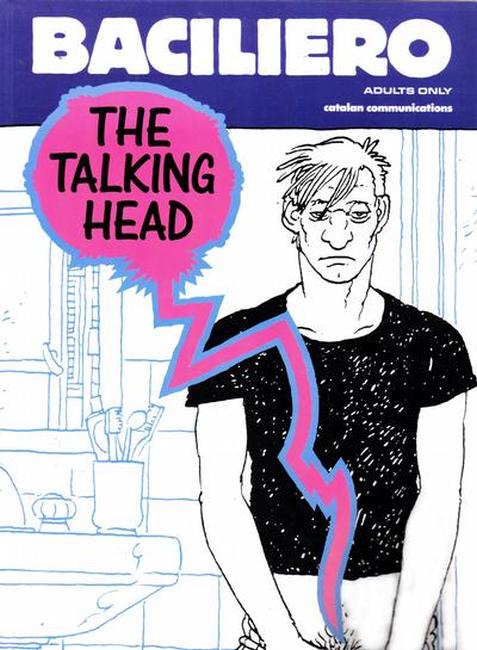 BACILIERO
ADULTS ONLY
catalan communications
THE
TALKING
HEAD